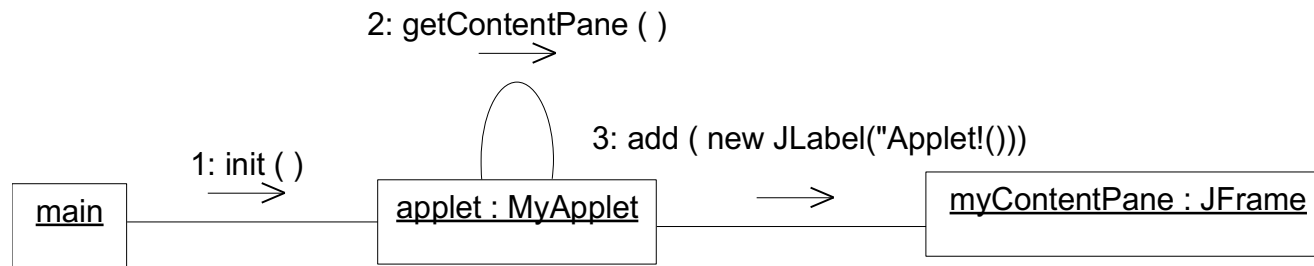 2: getContentPane ( )
3: add ( new JLabel("Applet!()))
1: init ( )
main
applet : MyApplet
myContentPane : JFrame